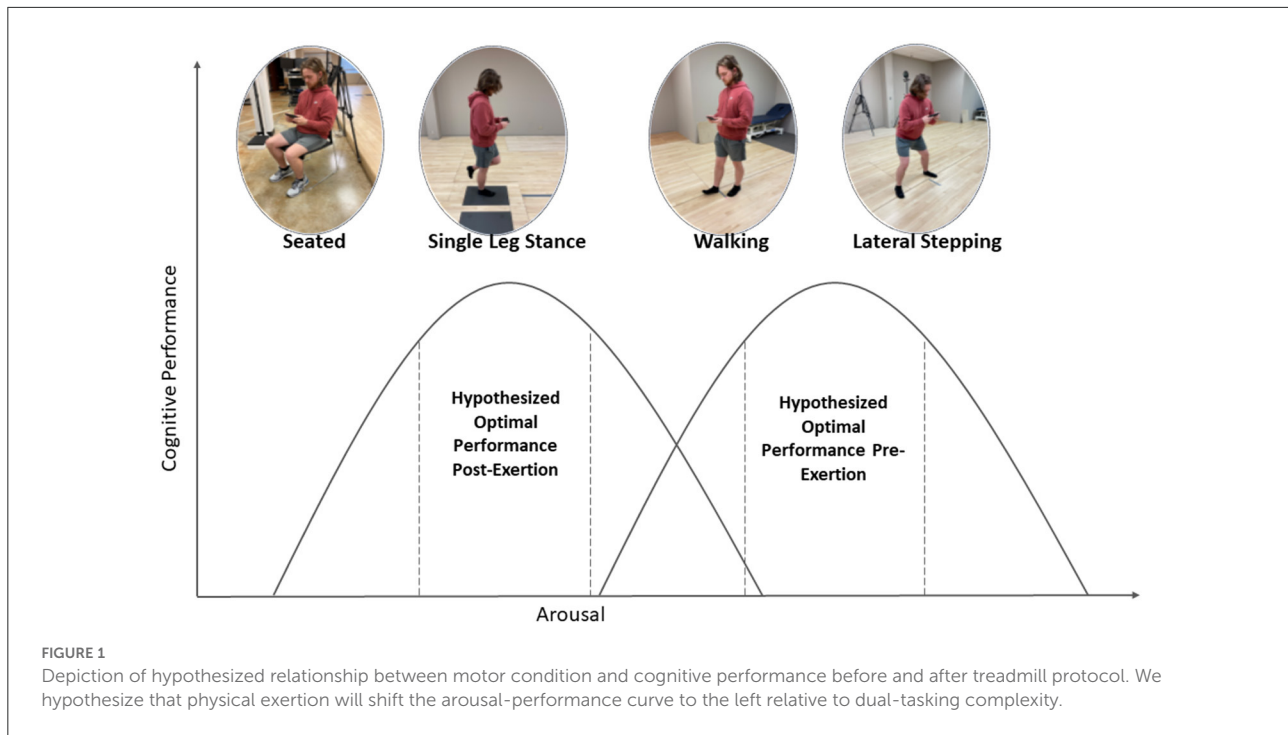 Seated
Single Leg Stance
Walking
Lateral Stepping
Cognitive Performance
Hypothesized
Optimal
Performance
Post-Exertion
Hypothesized
Optimal
Performance Pre-
Exertion
Arousal
FIGURE 1
Depiction of hypothesized relationship between motor condition and cognitive performance before and after treadmill protocol. We
hypothesize that physical exertion will shift the arousal-performance curve to the left relative to dual-tasking complexity.